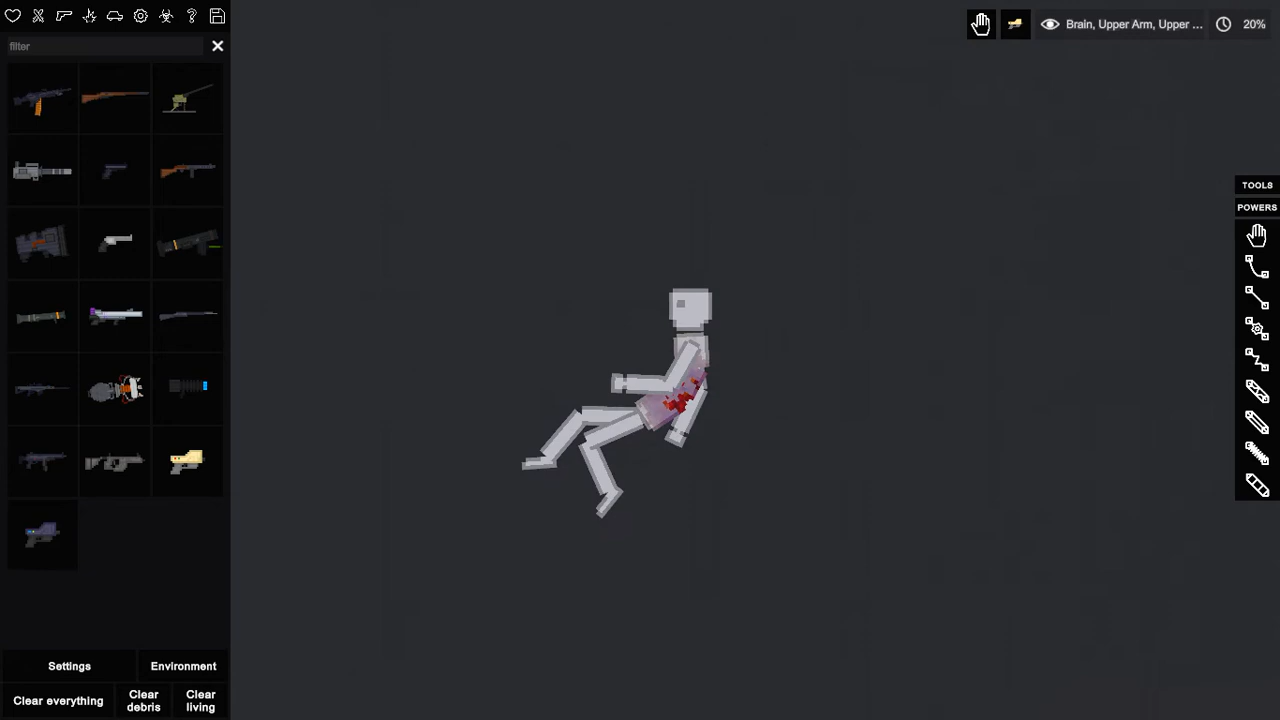 Brain, Upper Arm, Upper ...
20%
filter
TOOLS
POWERS
Settings
Environment
Clear everything
Clear debris
Clear living